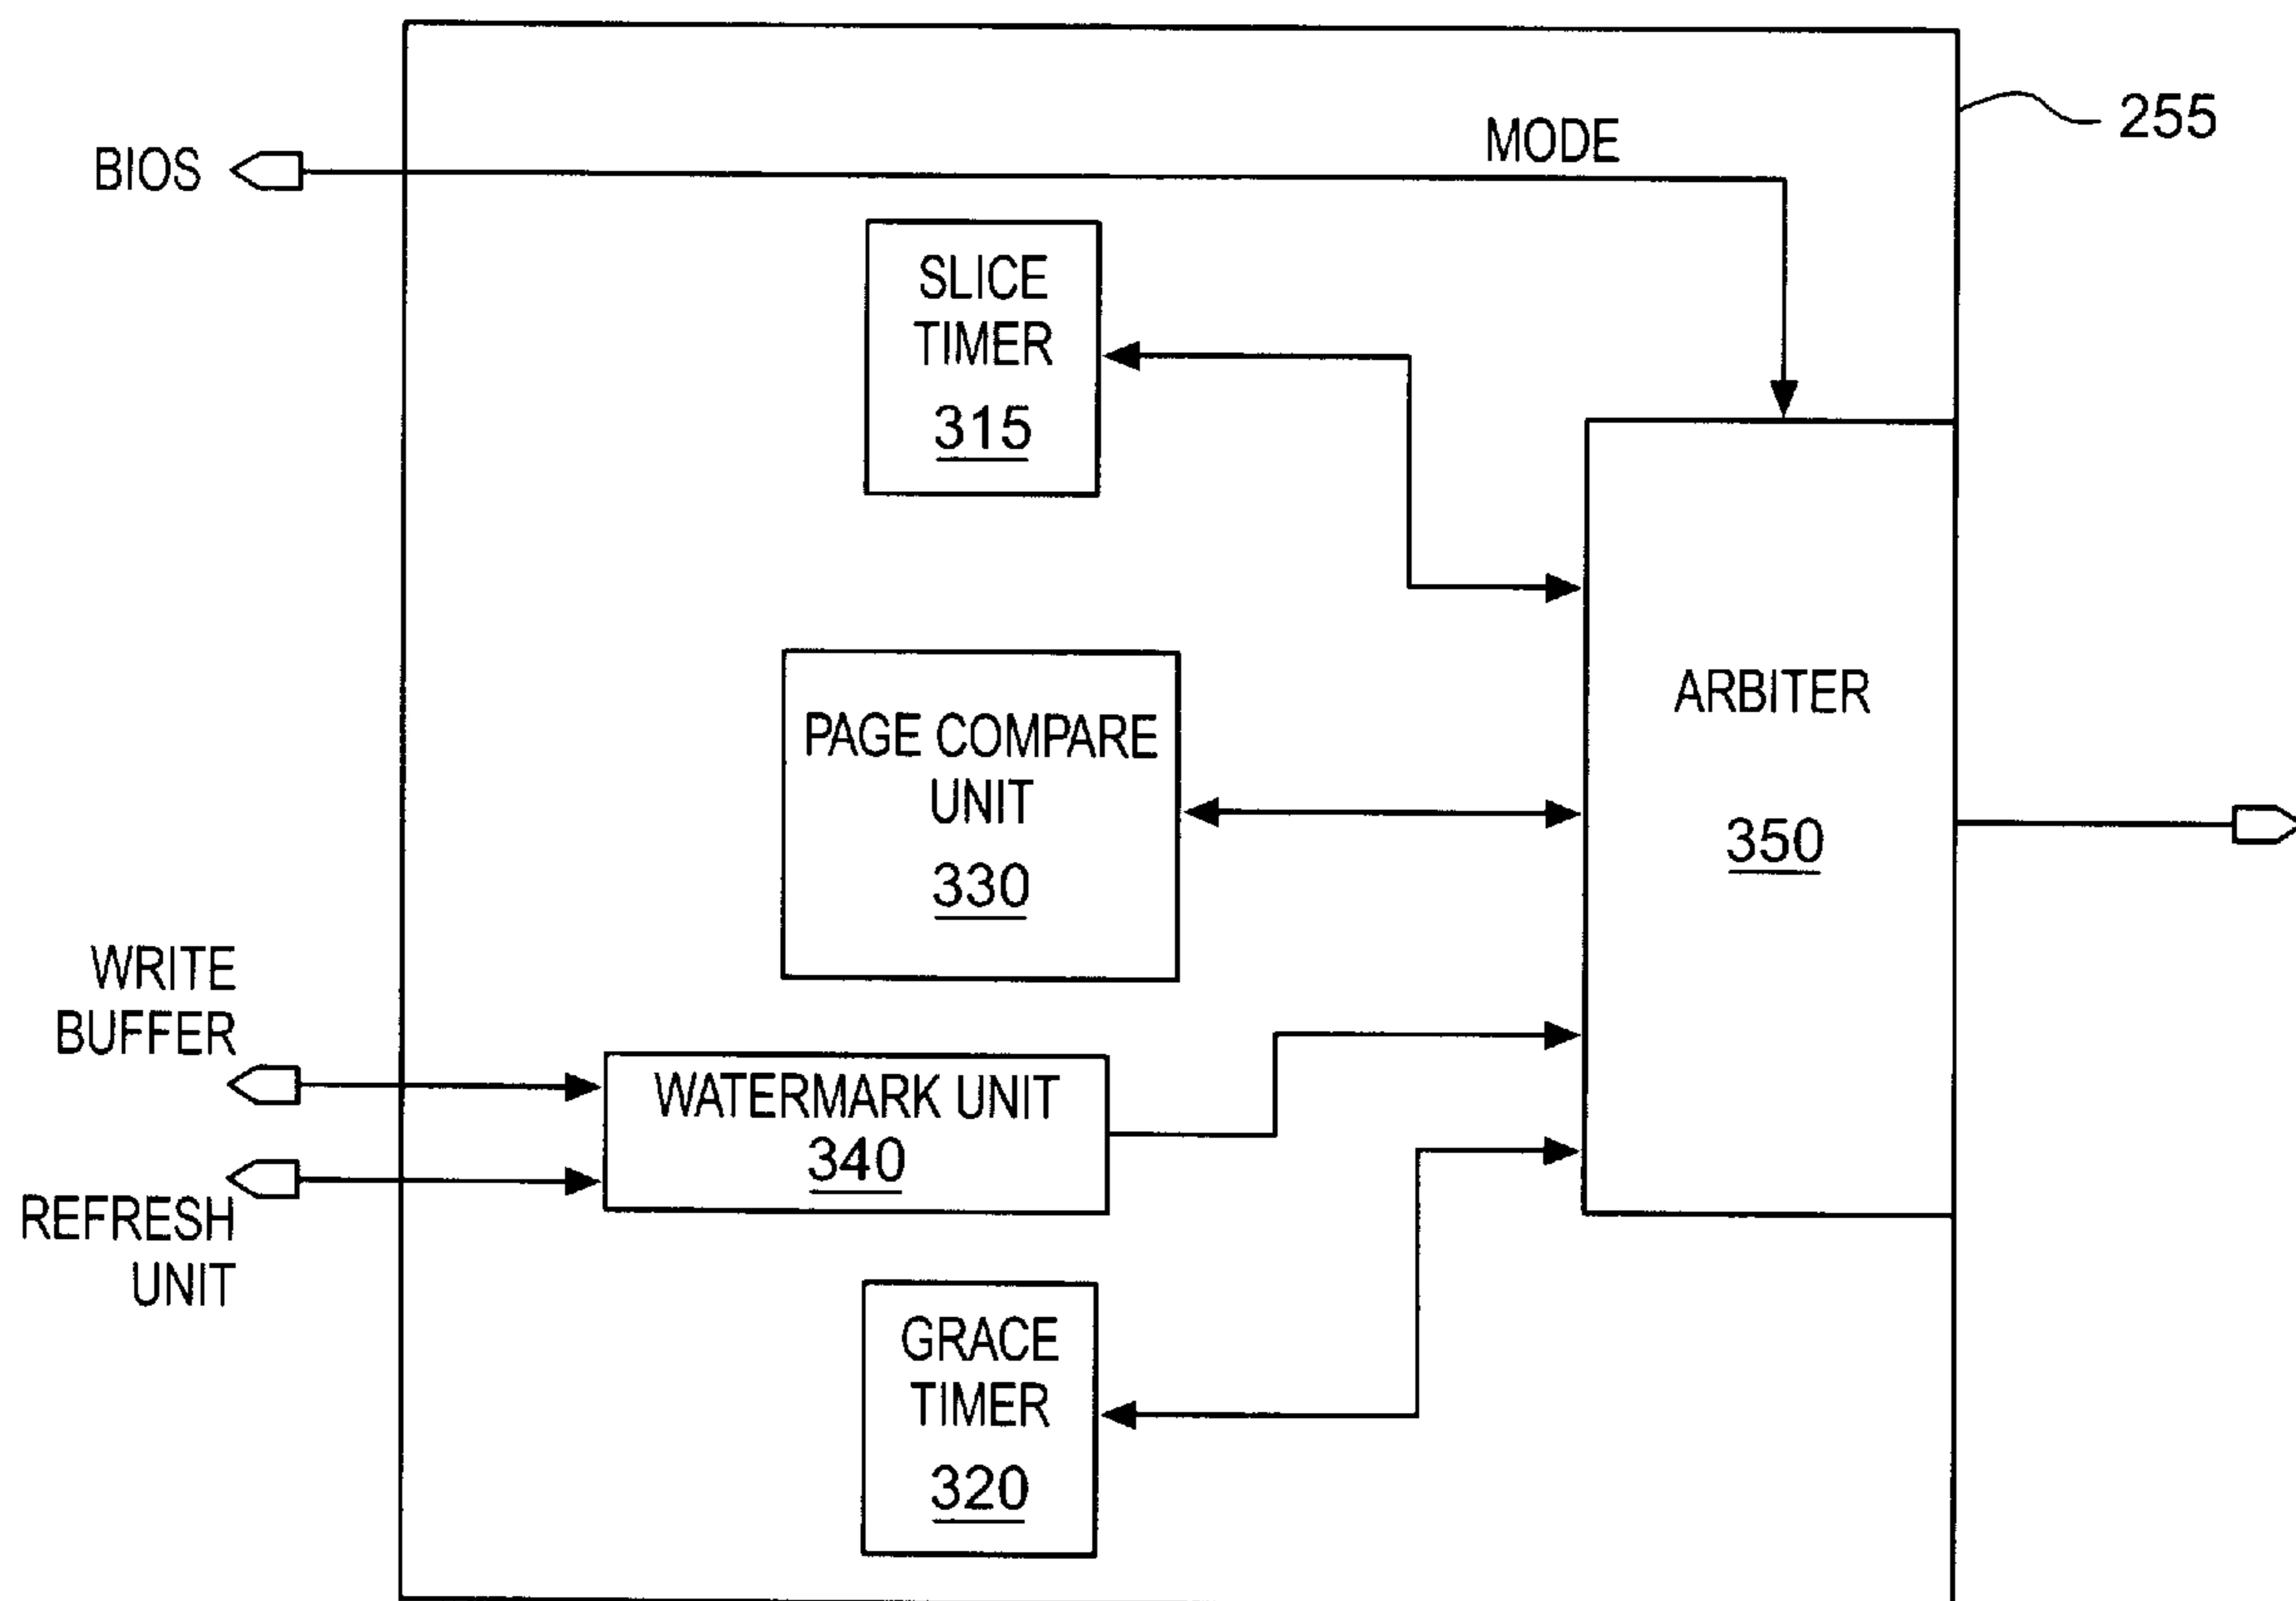 255
MODE
BIOS
SLICE
TIMER
315
ARBITER
350
PAGE COMPARE
UNIT
330
WRITE
BUFFER
WATERMARK UNIT
340
REFRESH
UNIT
GRACE
TIMER
320